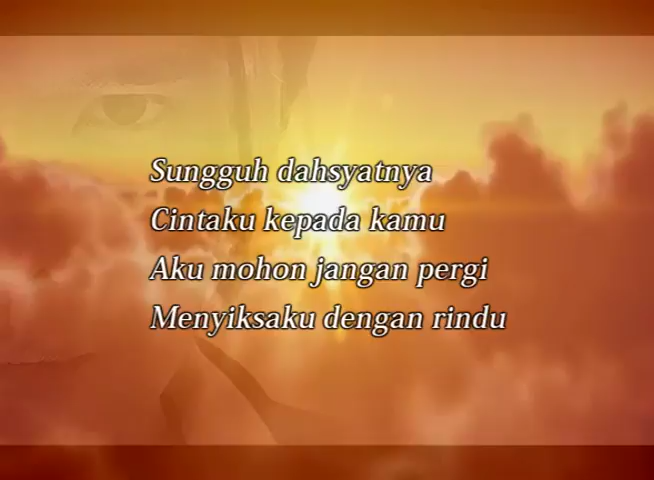 Sungguh dahsyatnya
Cintaku kepada kamu
Aku mohon jangan pergi
Menyiksaku dengan rindu